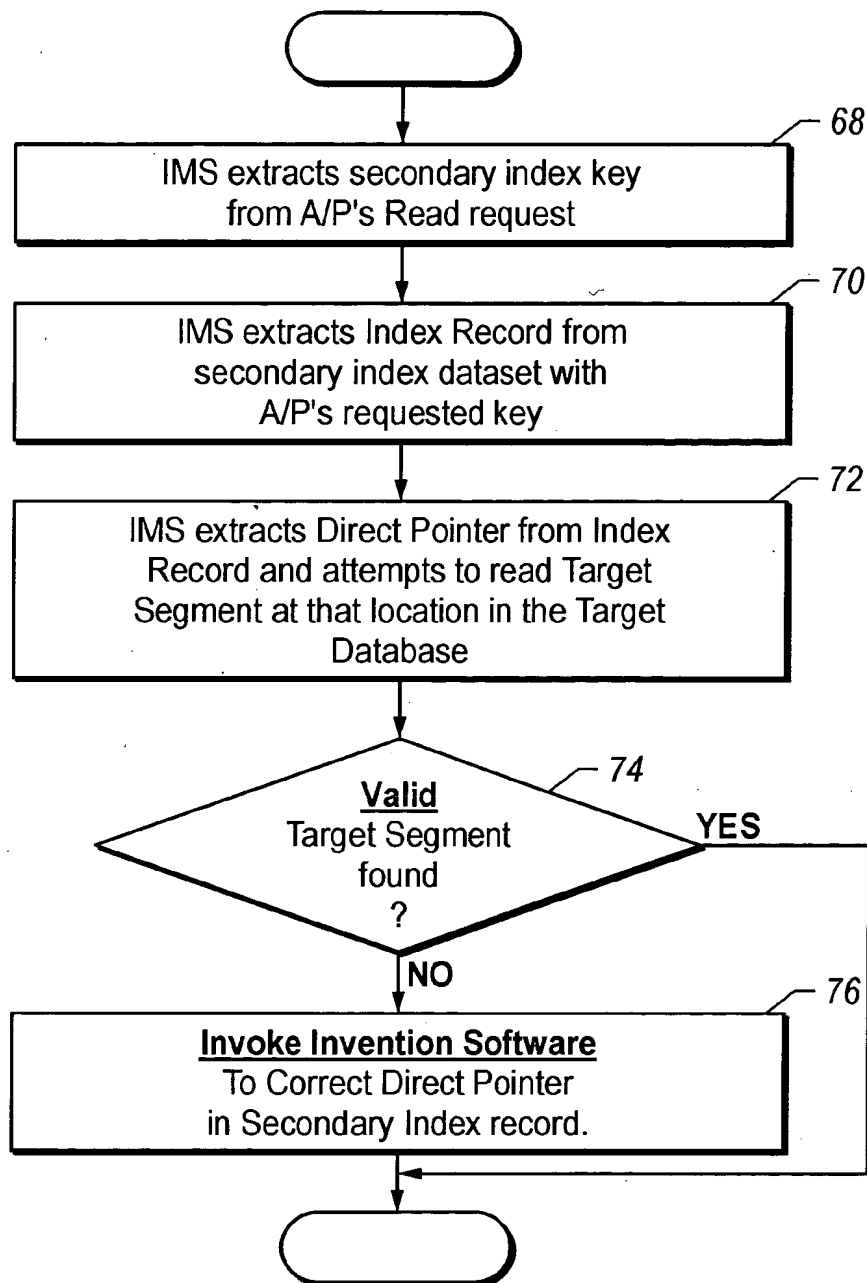 68
IMS extracts secondary index key
from A/P's Read request
70
IMS extracts Index Record from
secondary index dataset with
A/P's requested key
72
IMS extracts Direct Pointer from Index
Record and attempts to read Target
Segment at that location in the Target
Database
74
Valid
Target Segment
found
?
YES
NO
76
Invoke Invention Software
To Correct Direct Pointer
in Secondary Index record.